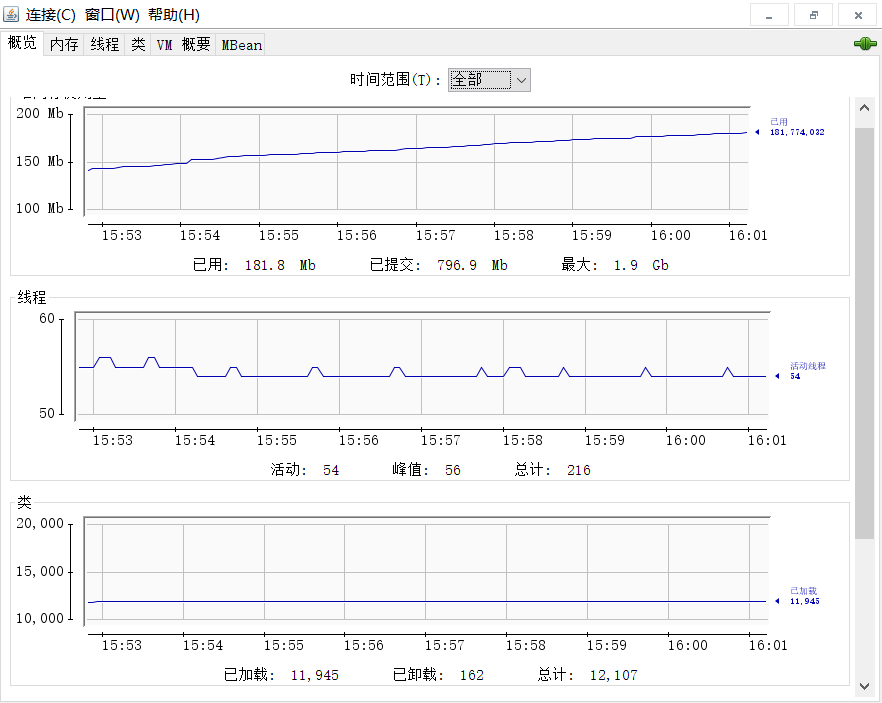 连接(C) 窗口(W) 帮助(H)
概览 内存 线程 类 VM 概要 MBean
时间范围(T): 全部
200 Mb
150 Mb
100 Mb
已用
181,774,032
15:53 15:54 15:55 15:56 15:57 15:58 15:59 16:00 16:01
已用: 181.8 Mb 已提交: 796.9 Mb 最大: 1.9 Gb
线程
60
50
活动线程
54
15:53 15:54 15:55 15:56 15:57 15:58 15:59 16:00 16:01
活动: 54 峰值: 56 总计: 216
类
20,000
15,000
10,000
已加载
11,945
15:53 15:54 15:55 15:56 15:57 15:58 15:59 16:00 16:01
已加载: 11,945 已卸载: 162 总计: 12,107